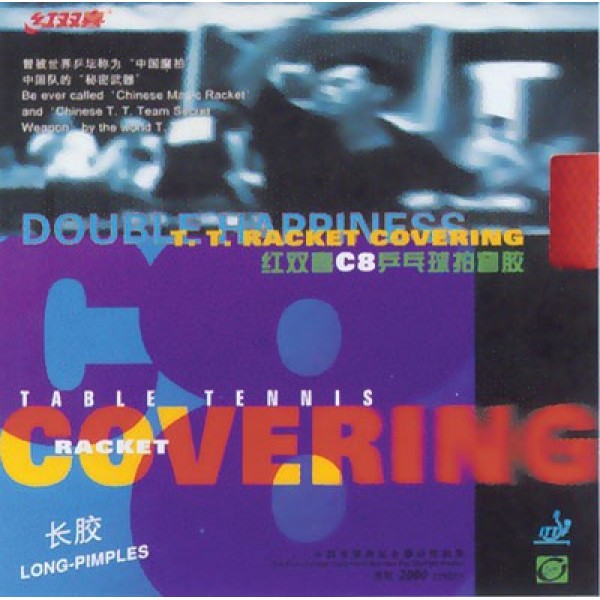 红双喜
曾被世界乒坛称为“中国魔拍”
中国队的“秘密武器”
Be ever called ‘Chinese Magic Racket’
and ‘Chinese T. T. Team Secret
Weapon’ by the world T. T.
DOUBLE HAPPINESS
T. T. RACKET COVERING
红双喜C8乒乓球拍套胶
C8
TABLE TENNIS
COVERING
RACKET
长胶
LONG-PIMPLES
2000